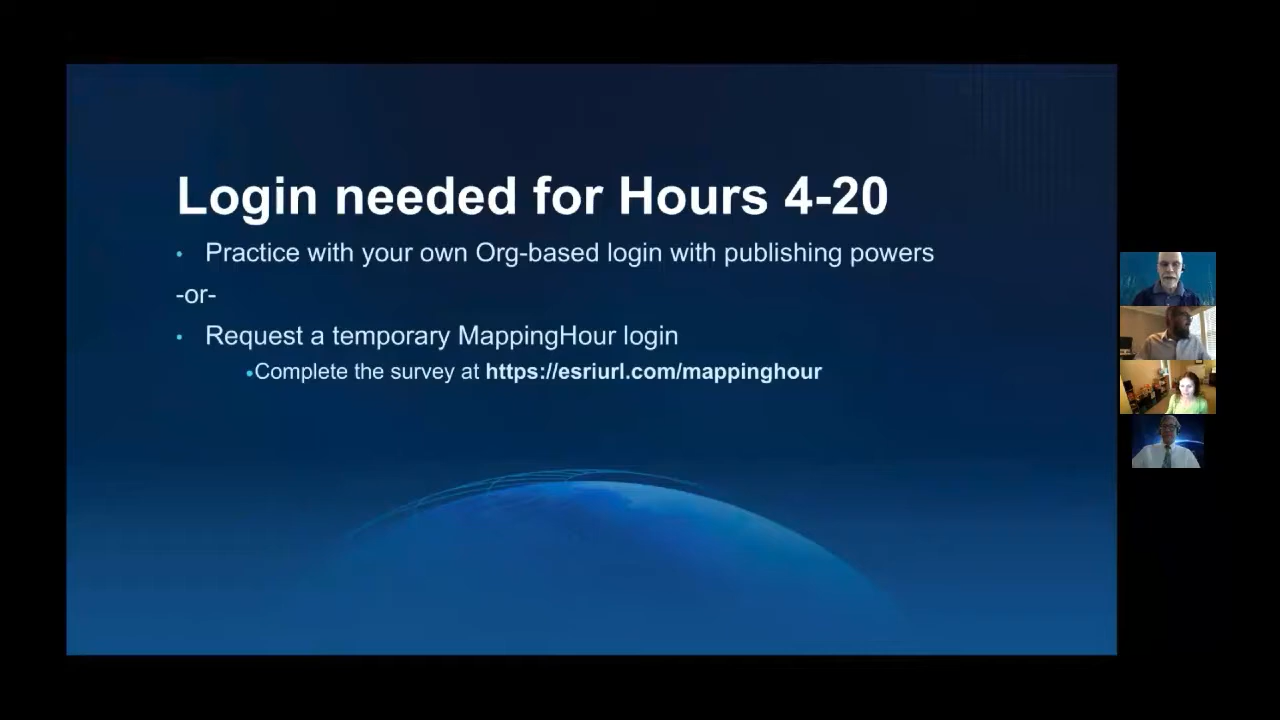 Login needed for Hours 4-20
• Practice with your own Org-based login with publishing powers
-or-
• Request a temporary MappingHour login
•Complete the survey at https://esriurl.com/mappinghour